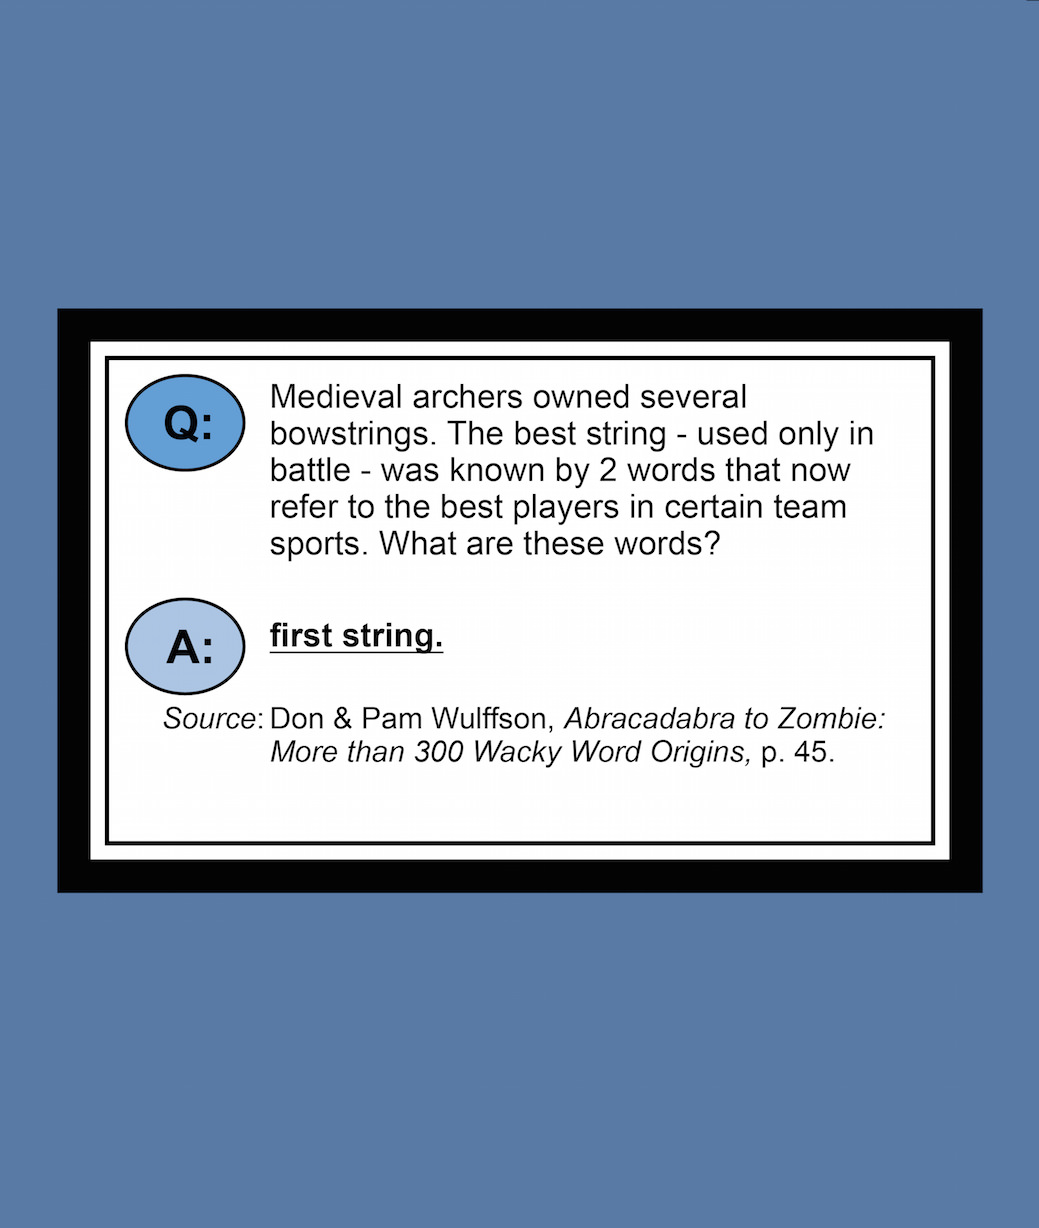 Q:
Medieval archers owned several
bowstrings. The best string - used only in
battle - was known by 2 words that now
refer to the best players in certain team
sports. What are these words?
A:
first string.
Source: Don & Pam Wulffson, Abracadabra to Zombie:
More than 300 Wacky Word Origins, p. 45.